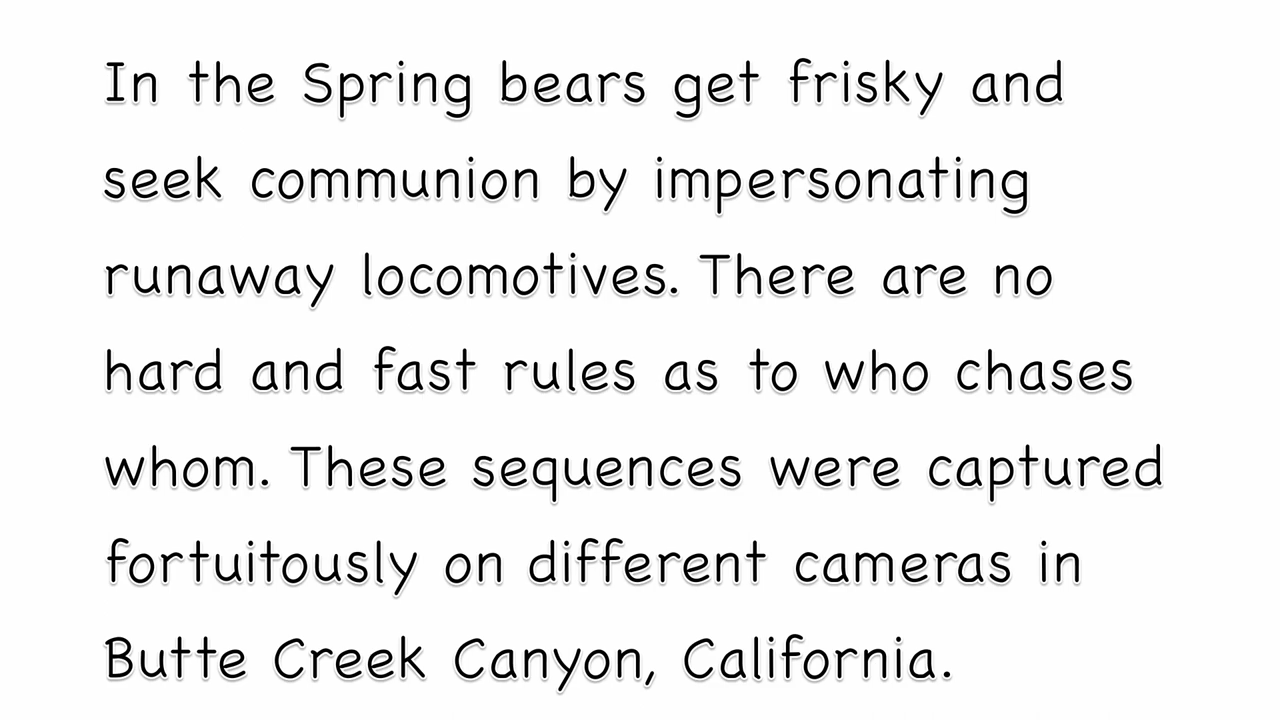 In the Spring bears get frisky and
seek communion by impersonating
runaway locomotives. There are no
hard and fast rules as to who chases
whom. These sequences were captured
fortuitously on different cameras in
Butte Creek Canyon, California.